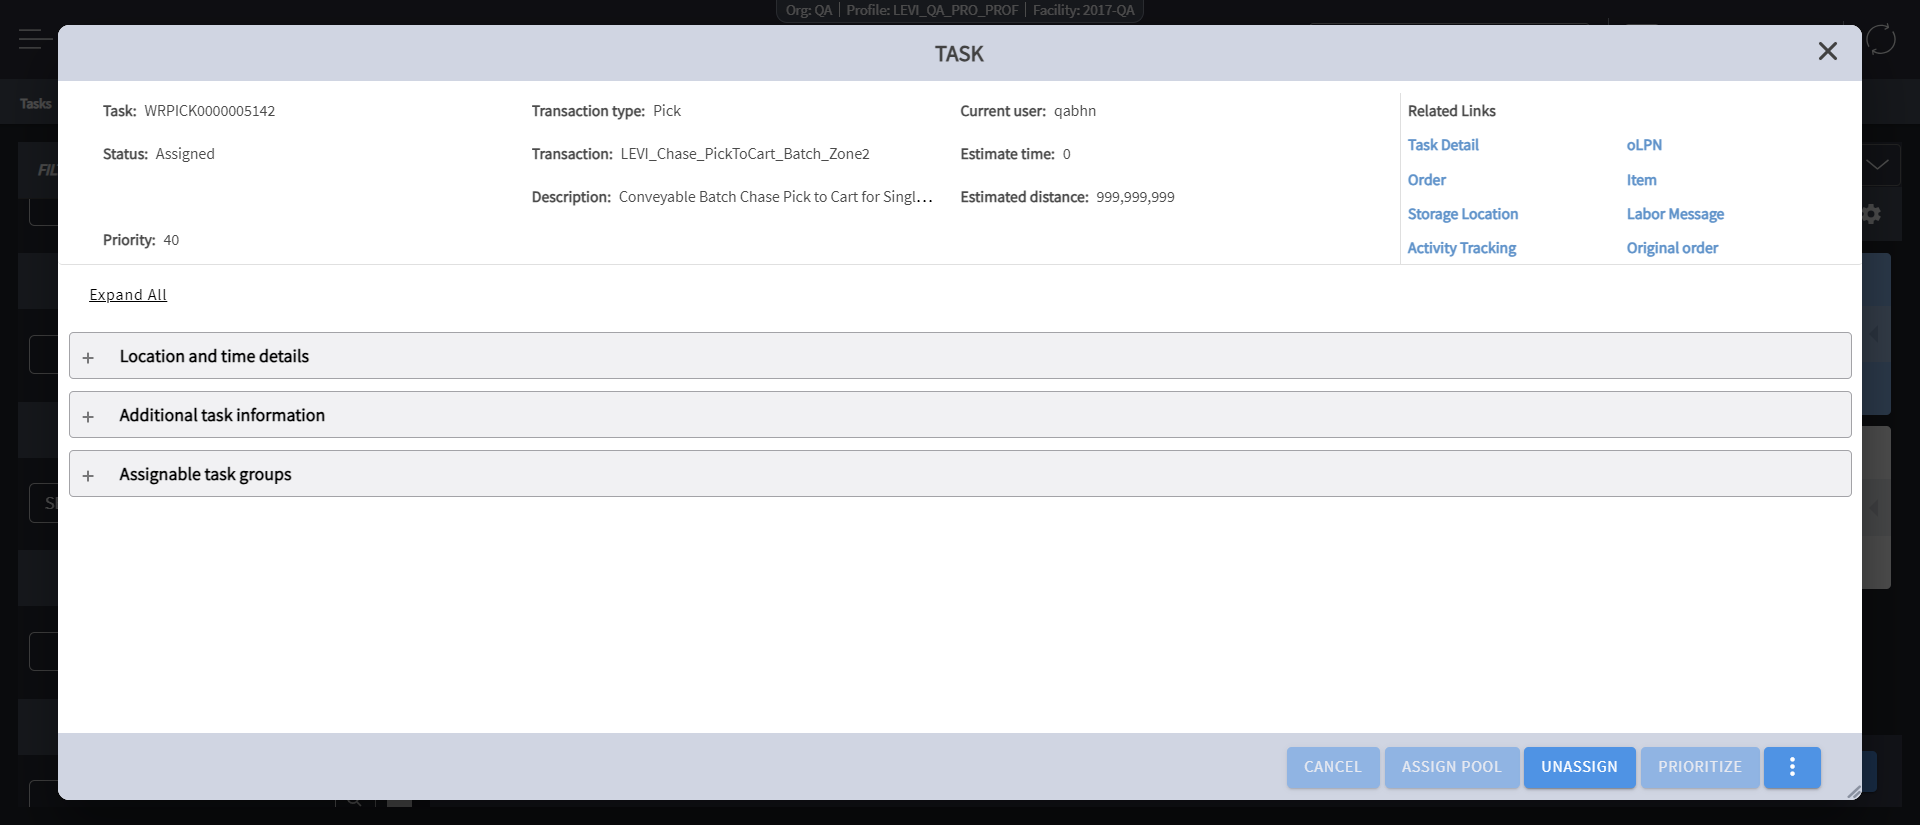 Org: QA | Profile: LEVI_QA_PRO_PROF | Facility: 2017-QA
TASK
Tasks
Task: WRPICK0000005142
Status: Assigned
Priority: 40
Transaction type: Pick
Transaction: LEVI_Chase_PickToCart_Batch_Zone2
Description: Conveyable Batch Chase Pick to Cart for Singl...
Current user: qabhn
Estimate time: 0
Estimated distance: 999,999,999
Related Links
Task Detail oLPN
Order Item
Storage Location Labor Message
Activity Tracking Original order
Expand All
+ Location and time details
+ Additional task information
+ Assignable task groups
CANCEL ASSIGN POOL UNASSIGN PRIORITIZE